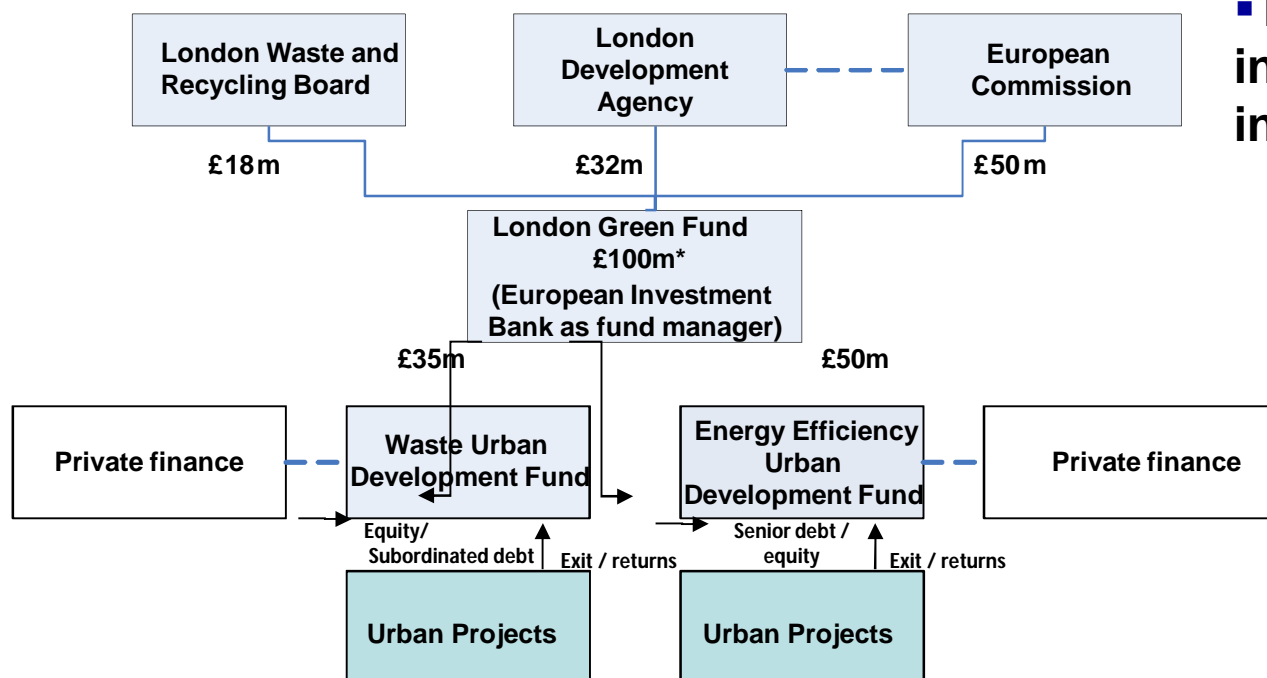 London Waste and
Recycling Board
London
Development
Agency
European
Commission
in
in
£18m
£32m
£50m
London Green Fund
£100m*
(European Investment
Bank as fund manager)
£35m
£50m
Private finance
Waste Urban
Development Fund
Energy Efficiency
Urban
Development Fund
Private finance
Equity/
Subordinated debt
Exit / returns
Senior debt /
equity
Exit / returns
Urban Projects
Urban Projects